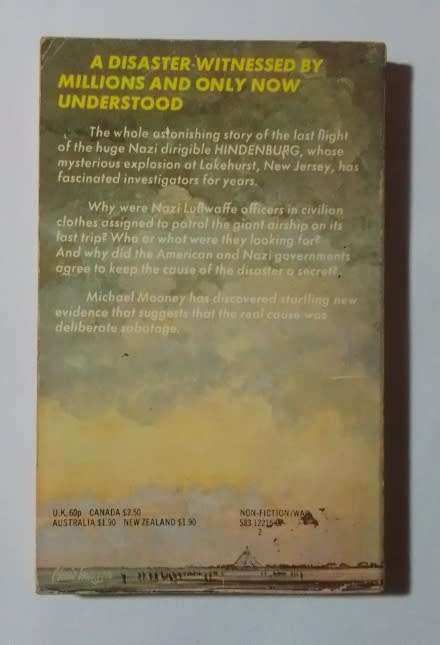 A DISASTER WITNESSED BY
MILLIONS AND ONLY NOW
UNDERSTOOD
The whole astonishing story of the last flight
of the huge Nazi dirigible HINDENBURG, whose
mysterious explosion at Lakehurst, New Jersey, has
fascinated investigators for years.
Why were Nazi Luftwaffe officers in civilian
clothes assigned to patrol the giant airship on its
last trip? Who or what were they looking for?
And why did the American and Nazi governments
agree to keep the cause of the disaster a secret?
Michael Mooney has discovered startling new
evidence that suggests that the real cause was
deliberate sabotage.
U.K. 60p CANADA $2.50
AUSTRALIA $1.90 NEW ZEALAND $1.90
NON-FICTION/WAR
583
2